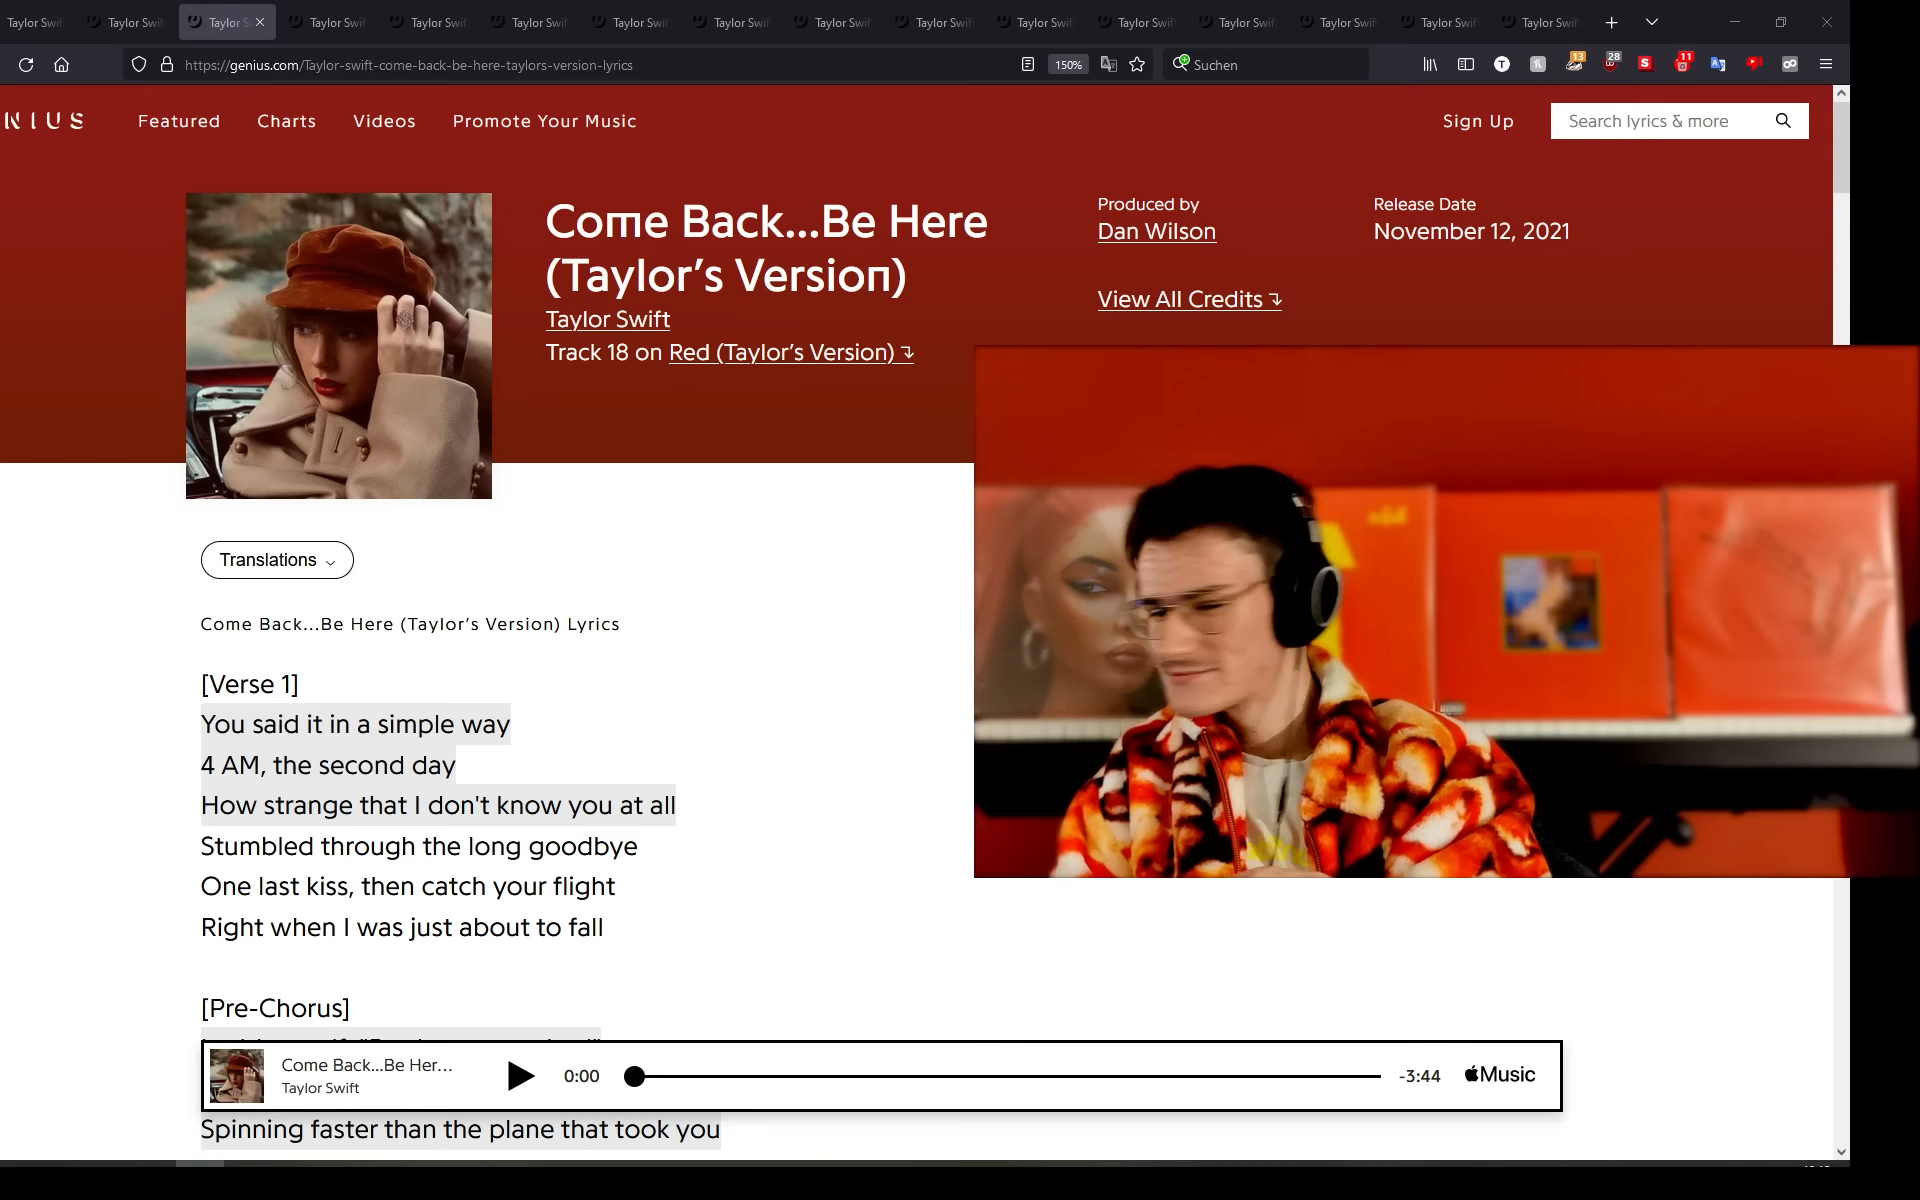 Taylor Swif Taylor Swif Taylor S Taylor Swif Taylor Swif Taylor Swif Taylor Swif Taylor Swif Taylor Swif Taylor Swif Taylor Swif Taylor Swif Taylor Swif Taylor Swif Taylor Swif Taylor Swif
https://genius.com/Taylor-swift-come-back-be-here-taylors-version-lyrics 150% Suchen 13 28 11
NIUS Featured Charts Videos Promote Your Music Sign Up Search lyrics & more
Come Back...Be Here
(Taylor's Version)
Taylor Swift
Track 18 on Red (Taylor's Version)
Produced by
Dan Wilson
Release Date
November 12, 2021
View All Credits
Translations
Come Back...Be Here (Taylor's Version) Lyrics
[Verse 1]
You said it in a simple way
4 AM, the second day
How strange that I don't know you at all
Stumbled through the long goodbye
One last kiss, then catch your flight
Right when I was just about to fall
[Pre-Chorus]
Come Back...Be Her...
Taylor Swift
0:00 -3:44 Music
Spinning faster than the plane that took you